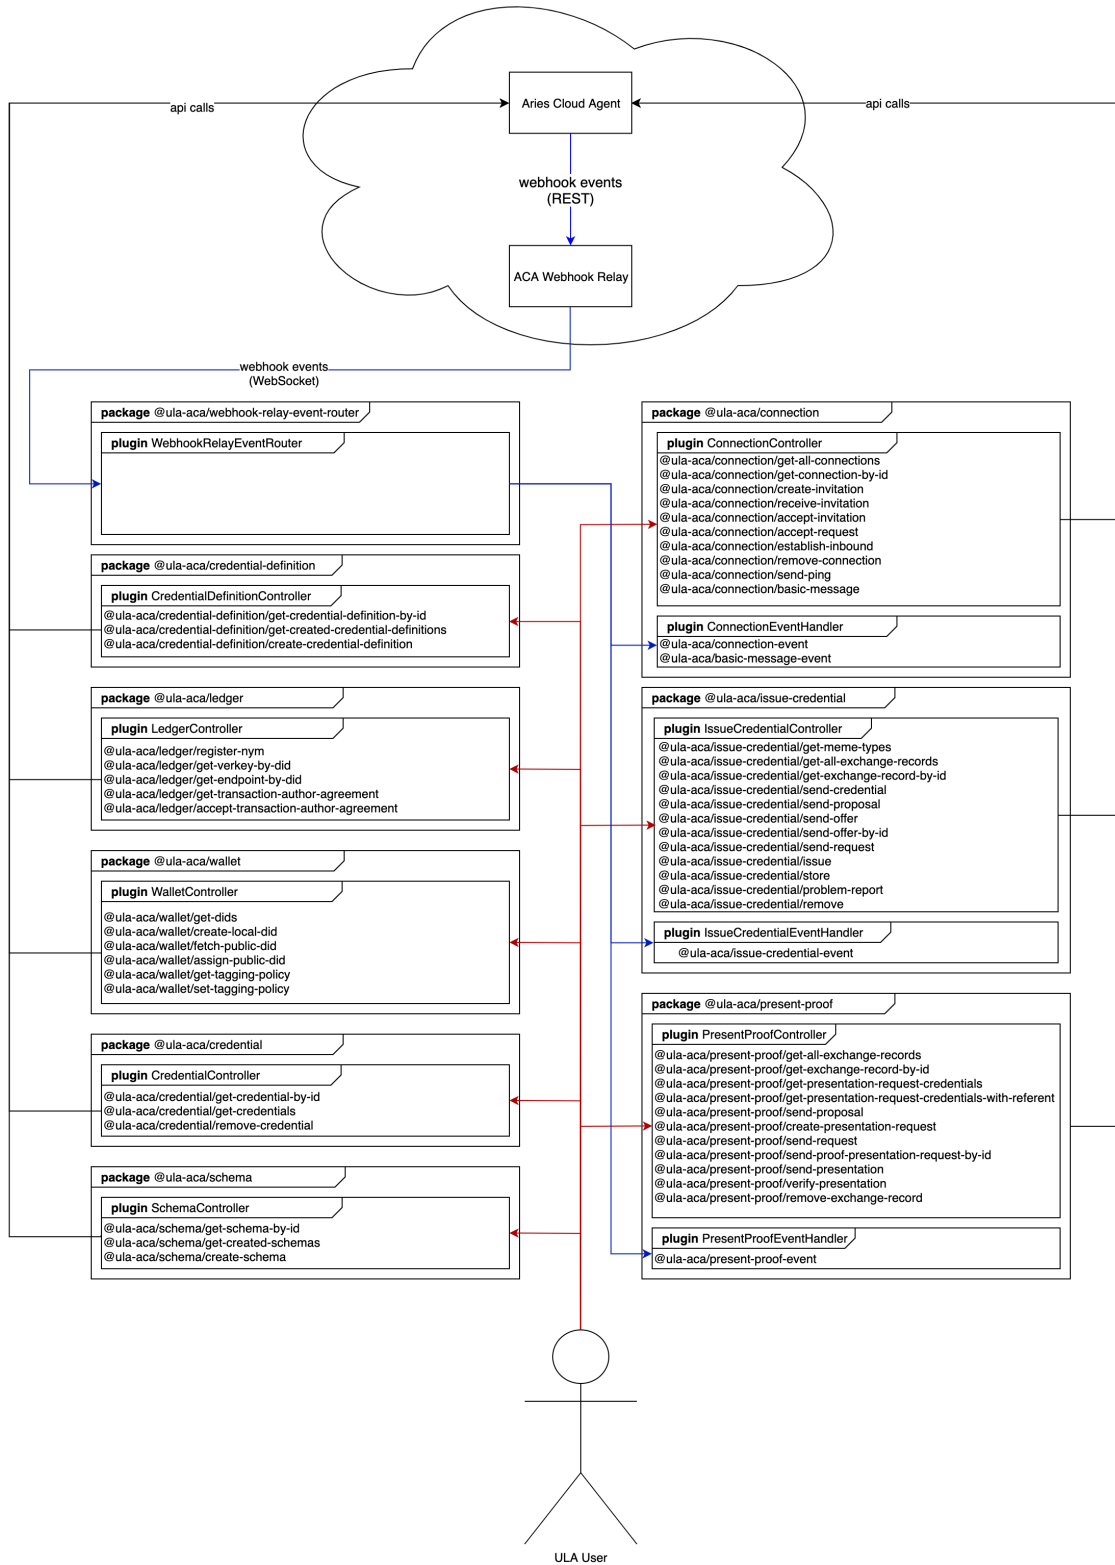 Aries Cloud Agent
api calls
api calls
webhook events
(REST)
ACA Webhook Relay
webhook events
(WebSocket)
package @ula-aca/webhook-relay-event-router
plugin WebhookRelayEventRouter
package @ula-aca/credential-definition
plugin CredentialDefinitionController
@ula-aca/credential-definition/get-credential-definition-by-id
@ula-aca/credential-definition/get-created-credential-definitions
@ula-aca/credential-definition/create-credential-definition
package @ula-aca/ledger
plugin LedgerController
@ula-aca/ledger/register-nym
@ula-aca/ledger/get-verkey-by-did
@ula-aca/ledger/get-endpoint-by-did
@ula-aca/ledger/get-transaction-author-agreement
@ula-aca/ledger/accept-transaction-author-agreement
package @ula-aca/wallet
plugin WalletController
@ula-aca/wallet/get-dids
@ula-aca/wallet/create-local-did
@ula-aca/wallet/fetch-public-did
@ula-aca/wallet/assign-public-did
@ula-aca/wallet/get-tagging-policy
@ula-aca/wallet/set-tagging-policy
package @ula-aca/credential
plugin CredentialController
@ula-aca/credential/get-credential-by-id
@ula-aca/credential/get-credentials
@ula-aca/credential/remove-credential
package @ula-aca/schema
plugin SchemaController
@ula-aca/schema/get-schema-by-id
@ula-aca/schema/get-created-schemas
@ula-aca/schema/create-schema
package @ula-aca/connection
plugin ConnectionController
@ula-aca/connection/get-all-connections
@ula-aca/connection/get-connection-by-id
@ula-aca/connection/create-invitation
@ula-aca/connection/receive-invitation
@ula-aca/connection/accept-invitation
@ula-aca/connection/accept-request
@ula-aca/connection/establish-inbound
@ula-aca/connection/remove-connection
@ula-aca/connection/send-ping
@ula-aca/connection/basic-message
plugin ConnectionEventHandler
@ula-aca/connection-event
@ula-aca/basic-message-event
package @ula-aca/issue-credential
plugin IssueCredentialController
@ula-aca/issue-credential/get-meme-types
@ula-aca/issue-credential/get-all-exchange-records
@ula-aca/issue-credential/get-exchange-record-by-id
@ula-aca/issue-credential/send-credential
@ula-aca/issue-credential/send-proposal
@ula-aca/issue-credential/send-offer
@ula-aca/issue-credential/send-offer-by-id
@ula-aca/issue-credential/send-request
@ula-aca/issue-credential/issue
@ula-aca/issue-credential/store
@ula-aca/issue-credential/problem-report
@ula-aca/issue-credential/remove
plugin IssueCredentialEventHandler
@ula-aca/issue-credential-event
package @ula-aca/present-proof
plugin PresentProofController
@ula-aca/present-proof/get-all-exchange-records
@ula-aca/present-proof/get-exchange-record-by-id
@ula-aca/present-proof/get-presentation-request-credentials
@ula-aca/present-proof/get-presentation-request-credentials-with-referent
@ula-aca/present-proof/send-proposal
@ula-aca/present-proof/create-presentation-request
@ula-aca/present-proof/send-request
@ula-aca/present-proof/send-proof-presentation-request-by-id
@ula-aca/present-proof/send-presentation
@ula-aca/present-proof/verify-presentation
@ula-aca/present-proof/remove-exchange-record
plugin PresentProofEventHandler
@ula-aca/present-proof-event
ULA User